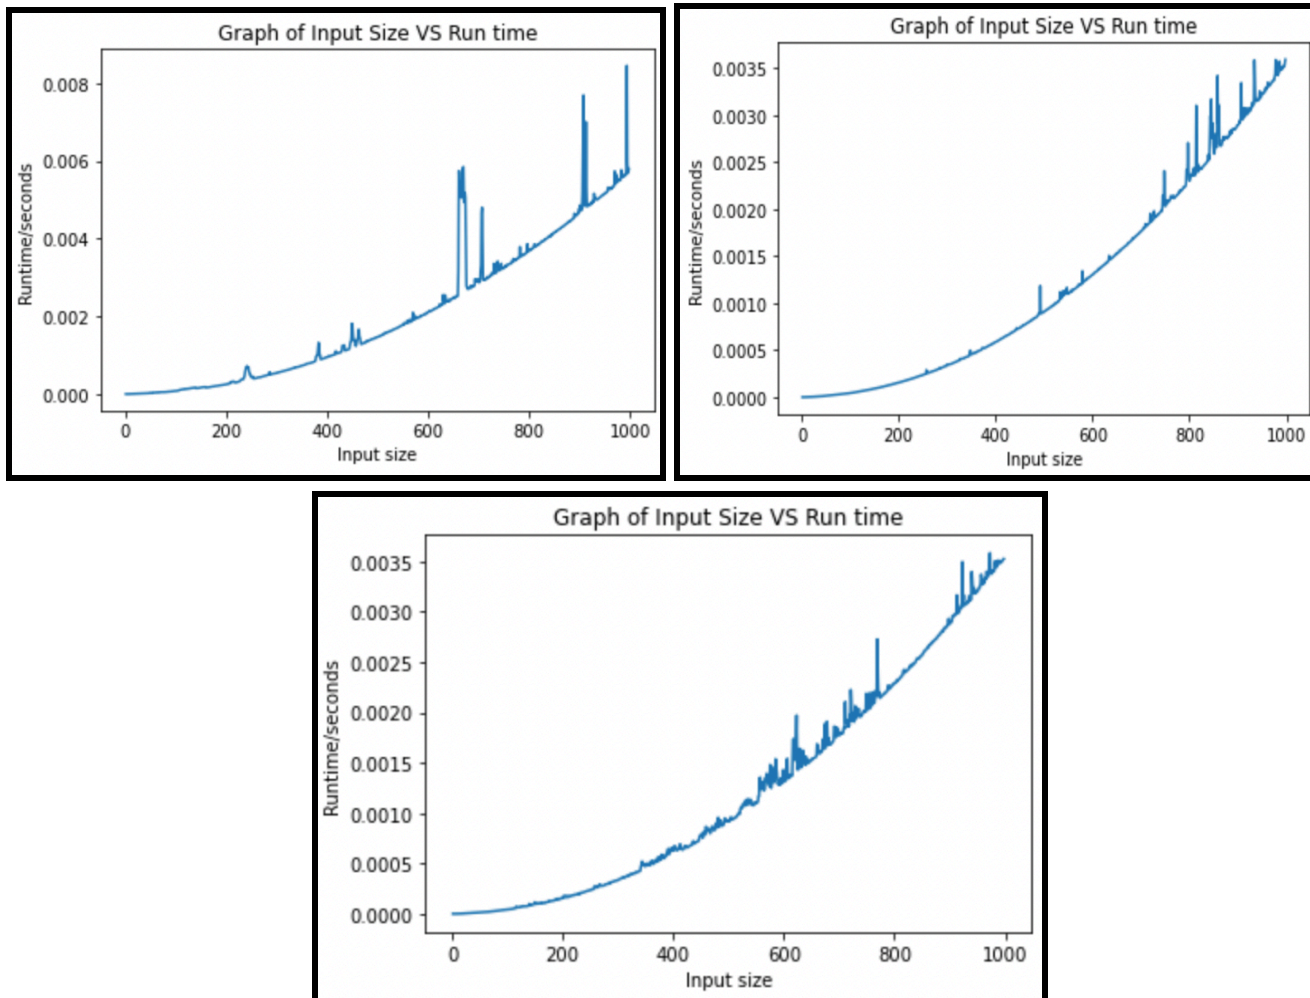 Graph of Input Size VS Run time
Runtime/seconds
0.008
0.006
0.004
0.002
0.000
0 200 400 600 800 1000
Input size
Graph of Input Size VS Run time
Runtime/seconds
0.0035
0.0030
0.0025
0.0020
0.0015
0.0010
0.0005
0.0000
0 200 400 600 800 1000
Input size
Graph of Input Size VS Run time
Runtime/seconds
0.0035
0.0030
0.0025
0.0020
0.0015
0.0010
0.0005
0.0000
0 200 400 600 800 1000
Input size